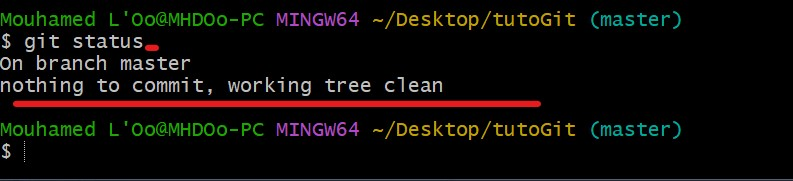 Mouhamed L'Oo@MHDOo-PC MINGW64 ~/Desktop/tutoGit (master)
$ git status
On branch master
nothing to commit, working tree clean
Mouhamed L'Oo@MHDOo-PC MINGW64 ~/Desktop/tutoGit (master)
$